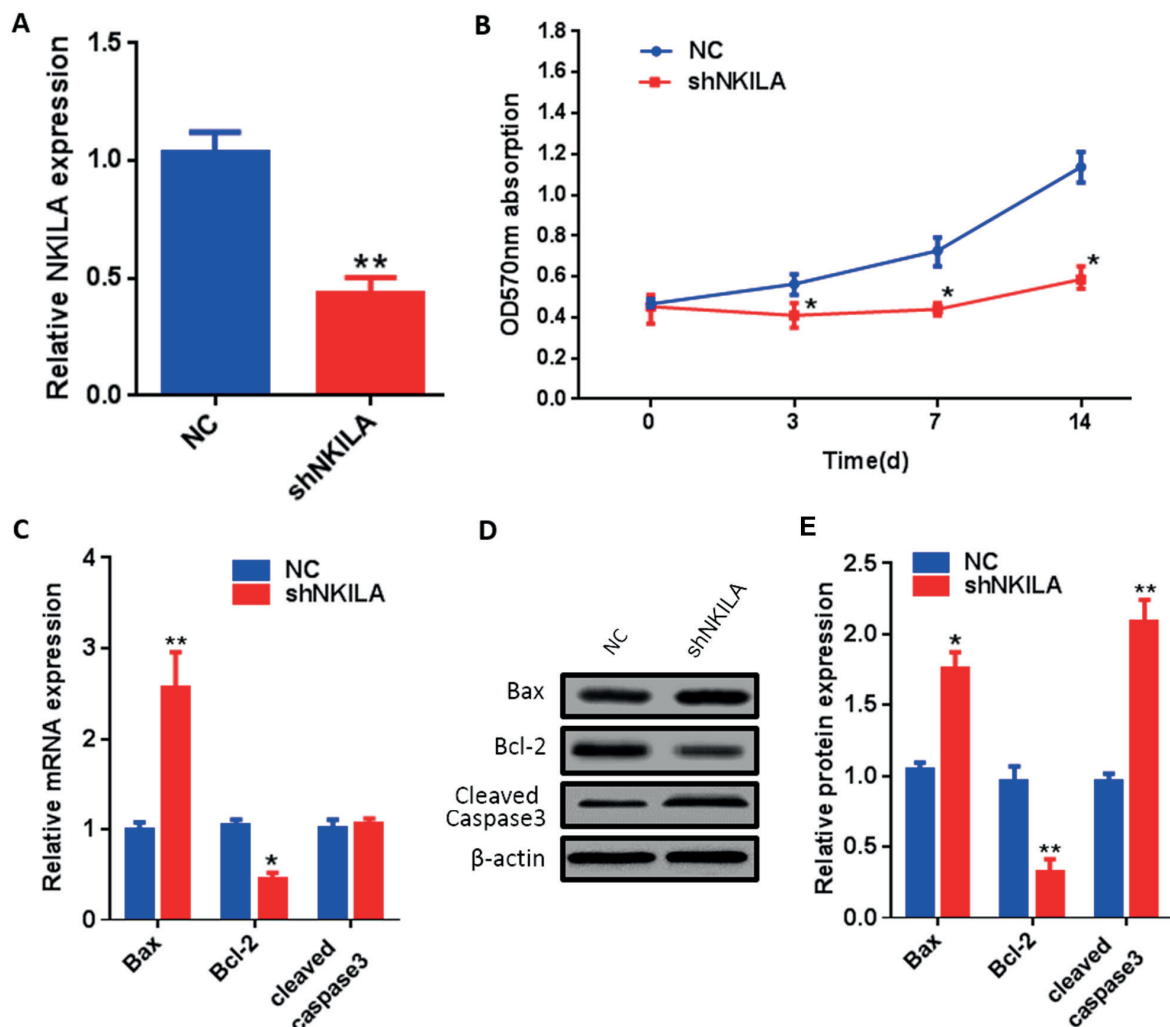 A
Relative NKILA expression
1.5
1.0
0.5
0.0
**
NC
shNKILA
B
NC
shNKILA
OD570nm absorption
1.8
1.6
1.4
1.2
1.0
0.8
0.6
0.4
0.2
0.0
*
*
*
0 3 7 14
Time(d)
C
NC
shNKILA
Relative mRNA expression
4
3
2
1
0
**
*
Bax
Bcl-2
cleaved
caspase3
D
NC
shNKILA
Bax
Bcl-2
Cleaved
Caspase3
β-actin
E
NC
shNKILA
Relative protein expression
2.5
2.0
1.5
1.0
0.5
0.0
*
**
**
Bax
Bcl-2
cleaved
caspase3